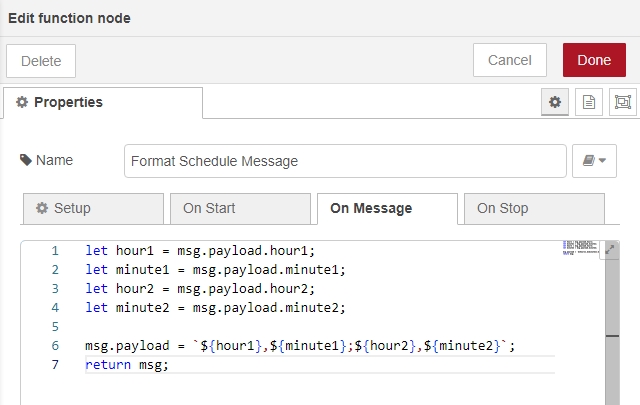 Edit function node
Delete
Cancel
Done
Properties
Name
Format Schedule Message
Setup
On Start
On Message
On Stop
1 let hour1 = msg.payload.hour1;
2 let minute1 = msg.payload.minute1;
3 let hour2 = msg.payload.hour2;
4 let minute2 = msg.payload.minute2;
5
6 msg.payload = `${hour1},${minute1};${hour2},${minute2}`;
7 return msg;